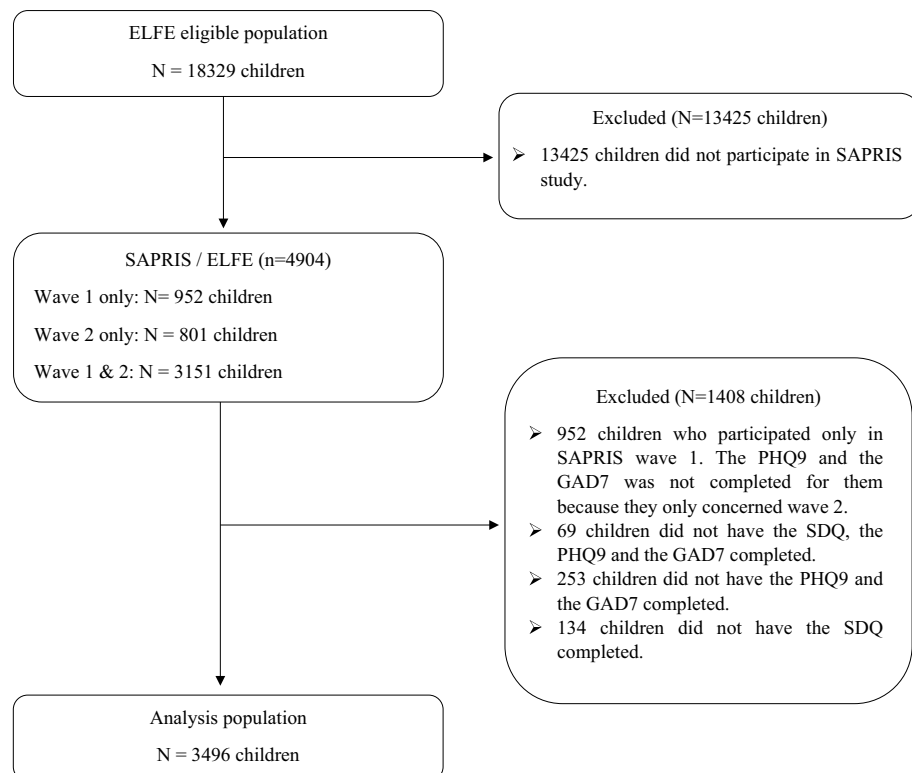 ELFE eligible population
N = 18329 children
Excluded (N=13425 children)
➢ 13425 children did not participate in SAPRIS
study.
SAPRIS / ELFE (n=4904)
Wave 1 only: N= 952 children
Wave 2 only: N = 801 children
Wave 1 & 2: N = 3151 children
Excluded (N=1408 children)
➢ 952 children who participated only in
SAPRIS wave 1. The PHQ9 and the
GAD7 was not completed for them
because they only concerned wave 2.
➢ 69 children did not have the SDQ, the
PHQ9 and the GAD7 completed.
➢ 253 children did not have the PHQ9 and
the GAD7 completed.
➢ 134 children did not have the SDQ
completed.
Analysis population
N = 3496 children